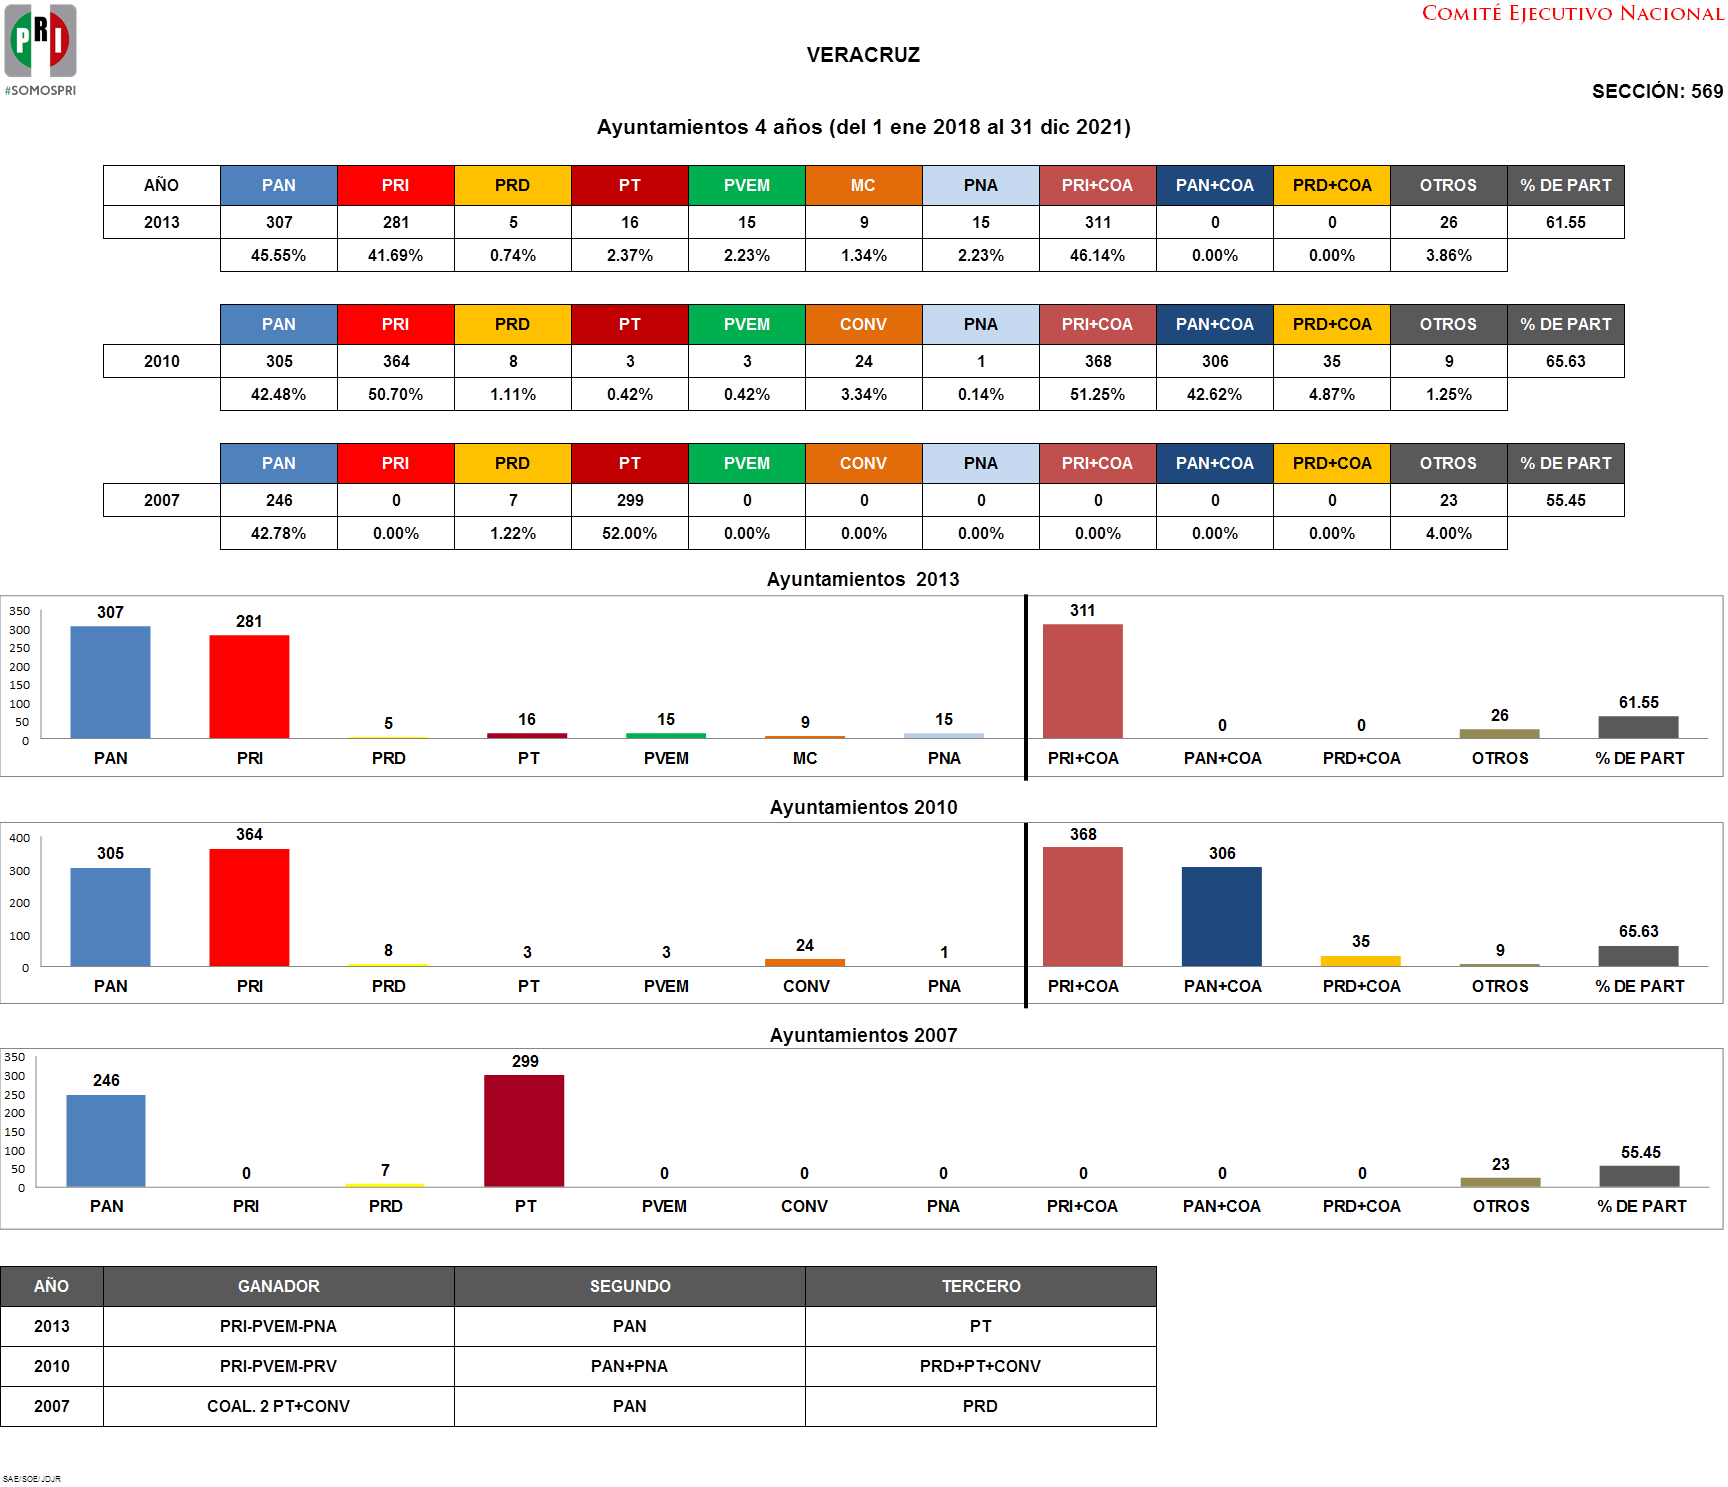 PRI
#SOMOSPRI
COMITÉ EJECUTIVO NACIONAL
VERACRUZ
SECCIÓN: 569
Ayuntamientos 4 años (del 1 ene 2018 al 31 dic 2021)
AÑO PAN PRI PRD PT PVEM MC PNA PRI+COA PAN+COA PRD+COA OTROS % DE PART
2013 307 281 5 16 15 9 15 311 0 0 26 61.55
45.55% 41.69% 0.74% 2.37% 2.23% 1.34% 2.23% 46.14% 0.00% 0.00% 3.86%
PAN PRI PRD PT PVEM CONV PNA PRI+COA PAN+COA PRD+COA OTROS % DE PART
2010 305 364 8 3 3 24 1 368 306 35 9 65.63
42.48% 50.70% 1.11% 0.42% 0.42% 3.34% 0.14% 51.25% 42.62% 4.87% 1.25%
PAN PRI PRD PT PVEM CONV PNA PRI+COA PAN+COA PRD+COA OTROS % DE PART
2007 246 0 7 299 0 0 0 0 0 0 23 55.45
42.78% 0.00% 1.22% 52.00% 0.00% 0.00% 0.00% 0.00% 0.00% 0.00% 4.00%
Ayuntamientos 2013
350
300
250
200
150
100
50
0
307 281 5 16 15 9 15 311 0 0 26 61.55
PAN PRI PRD PT PVEM MC PNA PRI+COA PAN+COA PRD+COA OTROS % DE PART
Ayuntamientos 2010
400
300
200
100
0
305 364 8 3 3 24 1 368 306 35 9 65.63
PAN PRI PRD PT PVEM CONV PNA PRI+COA PAN+COA PRD+COA OTROS % DE PART
Ayuntamientos 2007
350
300
250
200
150
100
50
0
246 0 7 299 0 0 0 0 0 0 23 55.45
PAN PRI PRD PT PVEM CONV PNA PRI+COA PAN+COA PRD+COA OTROS % DE PART
AÑO GANADOR SEGUNDO TERCERO
2013 PRI-PVEM-PNA PAN PT
2010 PRI-PVEM-PRV PAN+PNA PRD+PT+CONV
2007 COAL. 2 PT+CONV PAN PRD
SAE/SOE/JDJR